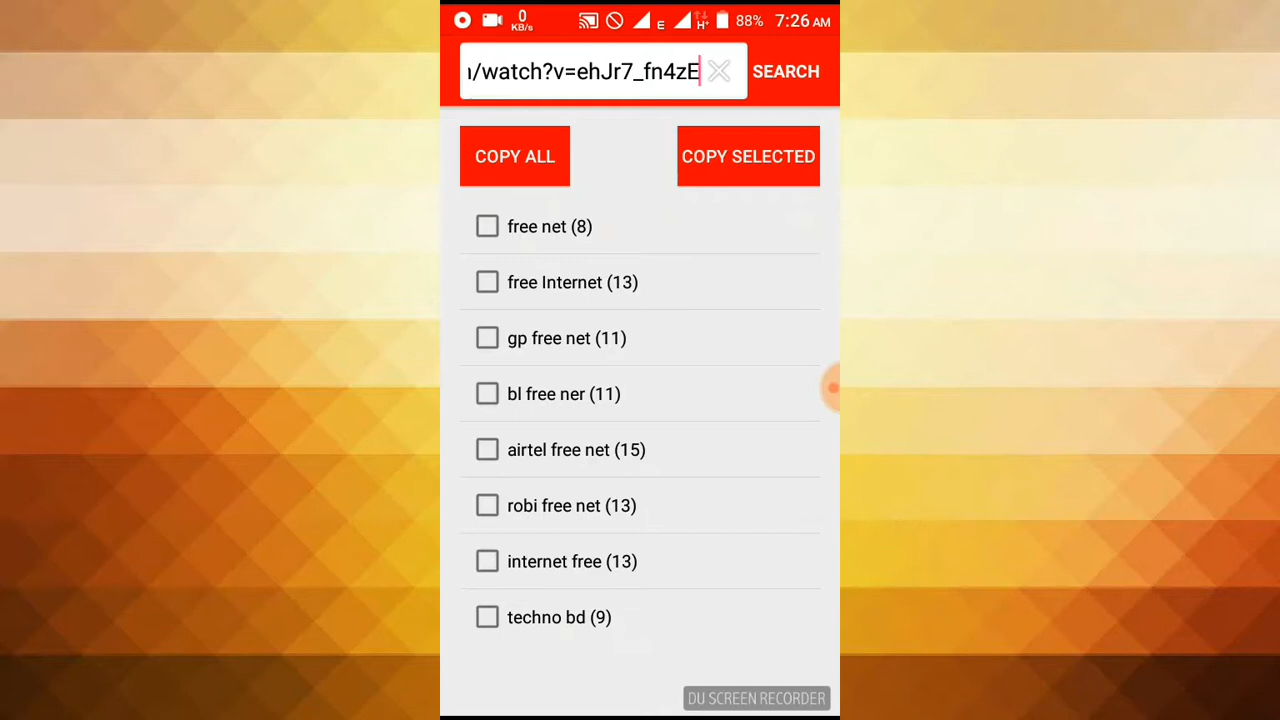 0
KB/s
E
H+
88%
7:26 AM
/watch?v=ehJr7_fn4zE
SEARCH
COPY ALL
COPY SELECTED
free net (8)
free Internet (13)
gp free net (11)
bl free ner (11)
airtel free net (15)
robi free net (13)
internet free (13)
techno bd (9)
DU SCREEN RECORDER